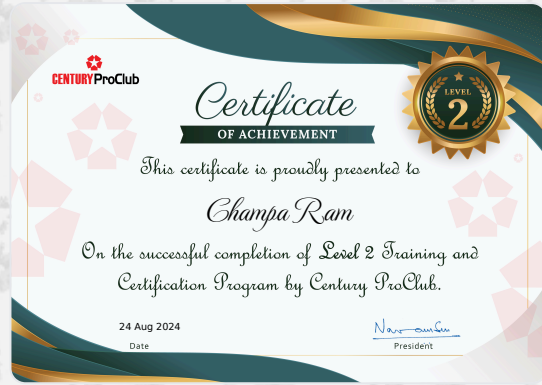 CENTURY ProClub
Certificate
OF ACHIEVEMENT
LEVEL
2
This certificate is proudly presented to
Champa Ram
On the successful completion of Level 2 Training and
Certification Program by Century ProClub.
24 Aug 2024
Date
President